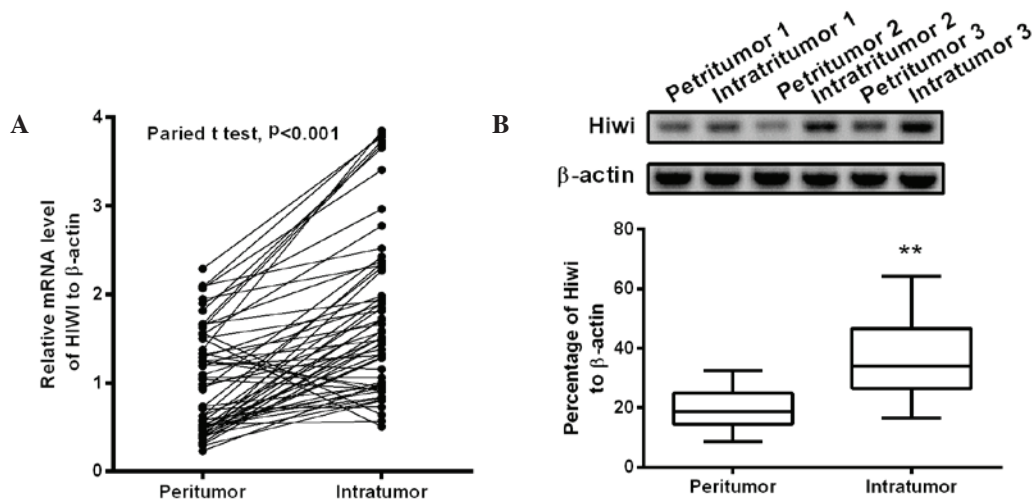 A
Paried t test, P<0.001
Relative mRNA level
of HIWI to β-actin
4
3
2
1
0
Peritumor
Intratumor
B
Petritumor 1
Intratritumor 1
Petritumor 2
Intratritumor 2
Petritumor 3
Intratumor 3
Hiwi
β-actin
Percentage of Hiwi
to β-actin
80
60
40
20
0
**
Peritumor
Intratumor